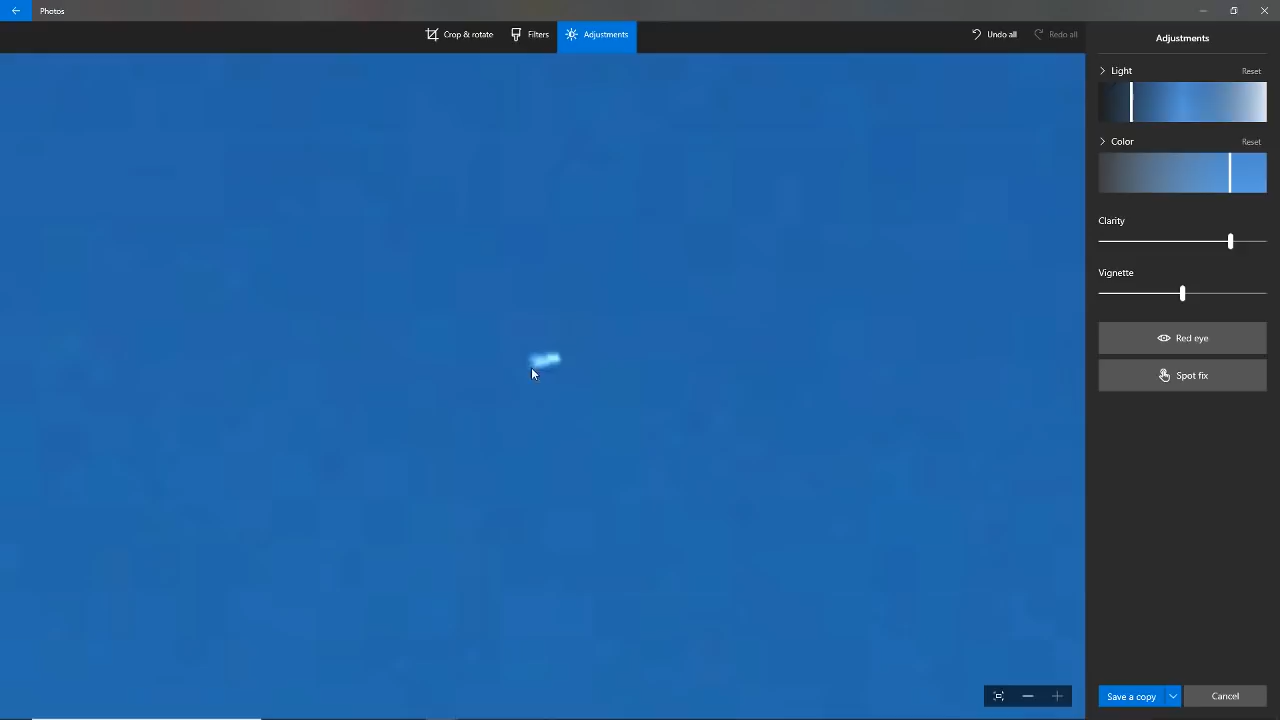 Photos
Crop & rotate
Filters
Adjustments
Undo all
Redo all
Adjustments
Light
Reset
Color
Reset
Clarity
Vignette
Red eye
Spot fix
Save a copy
Cancel